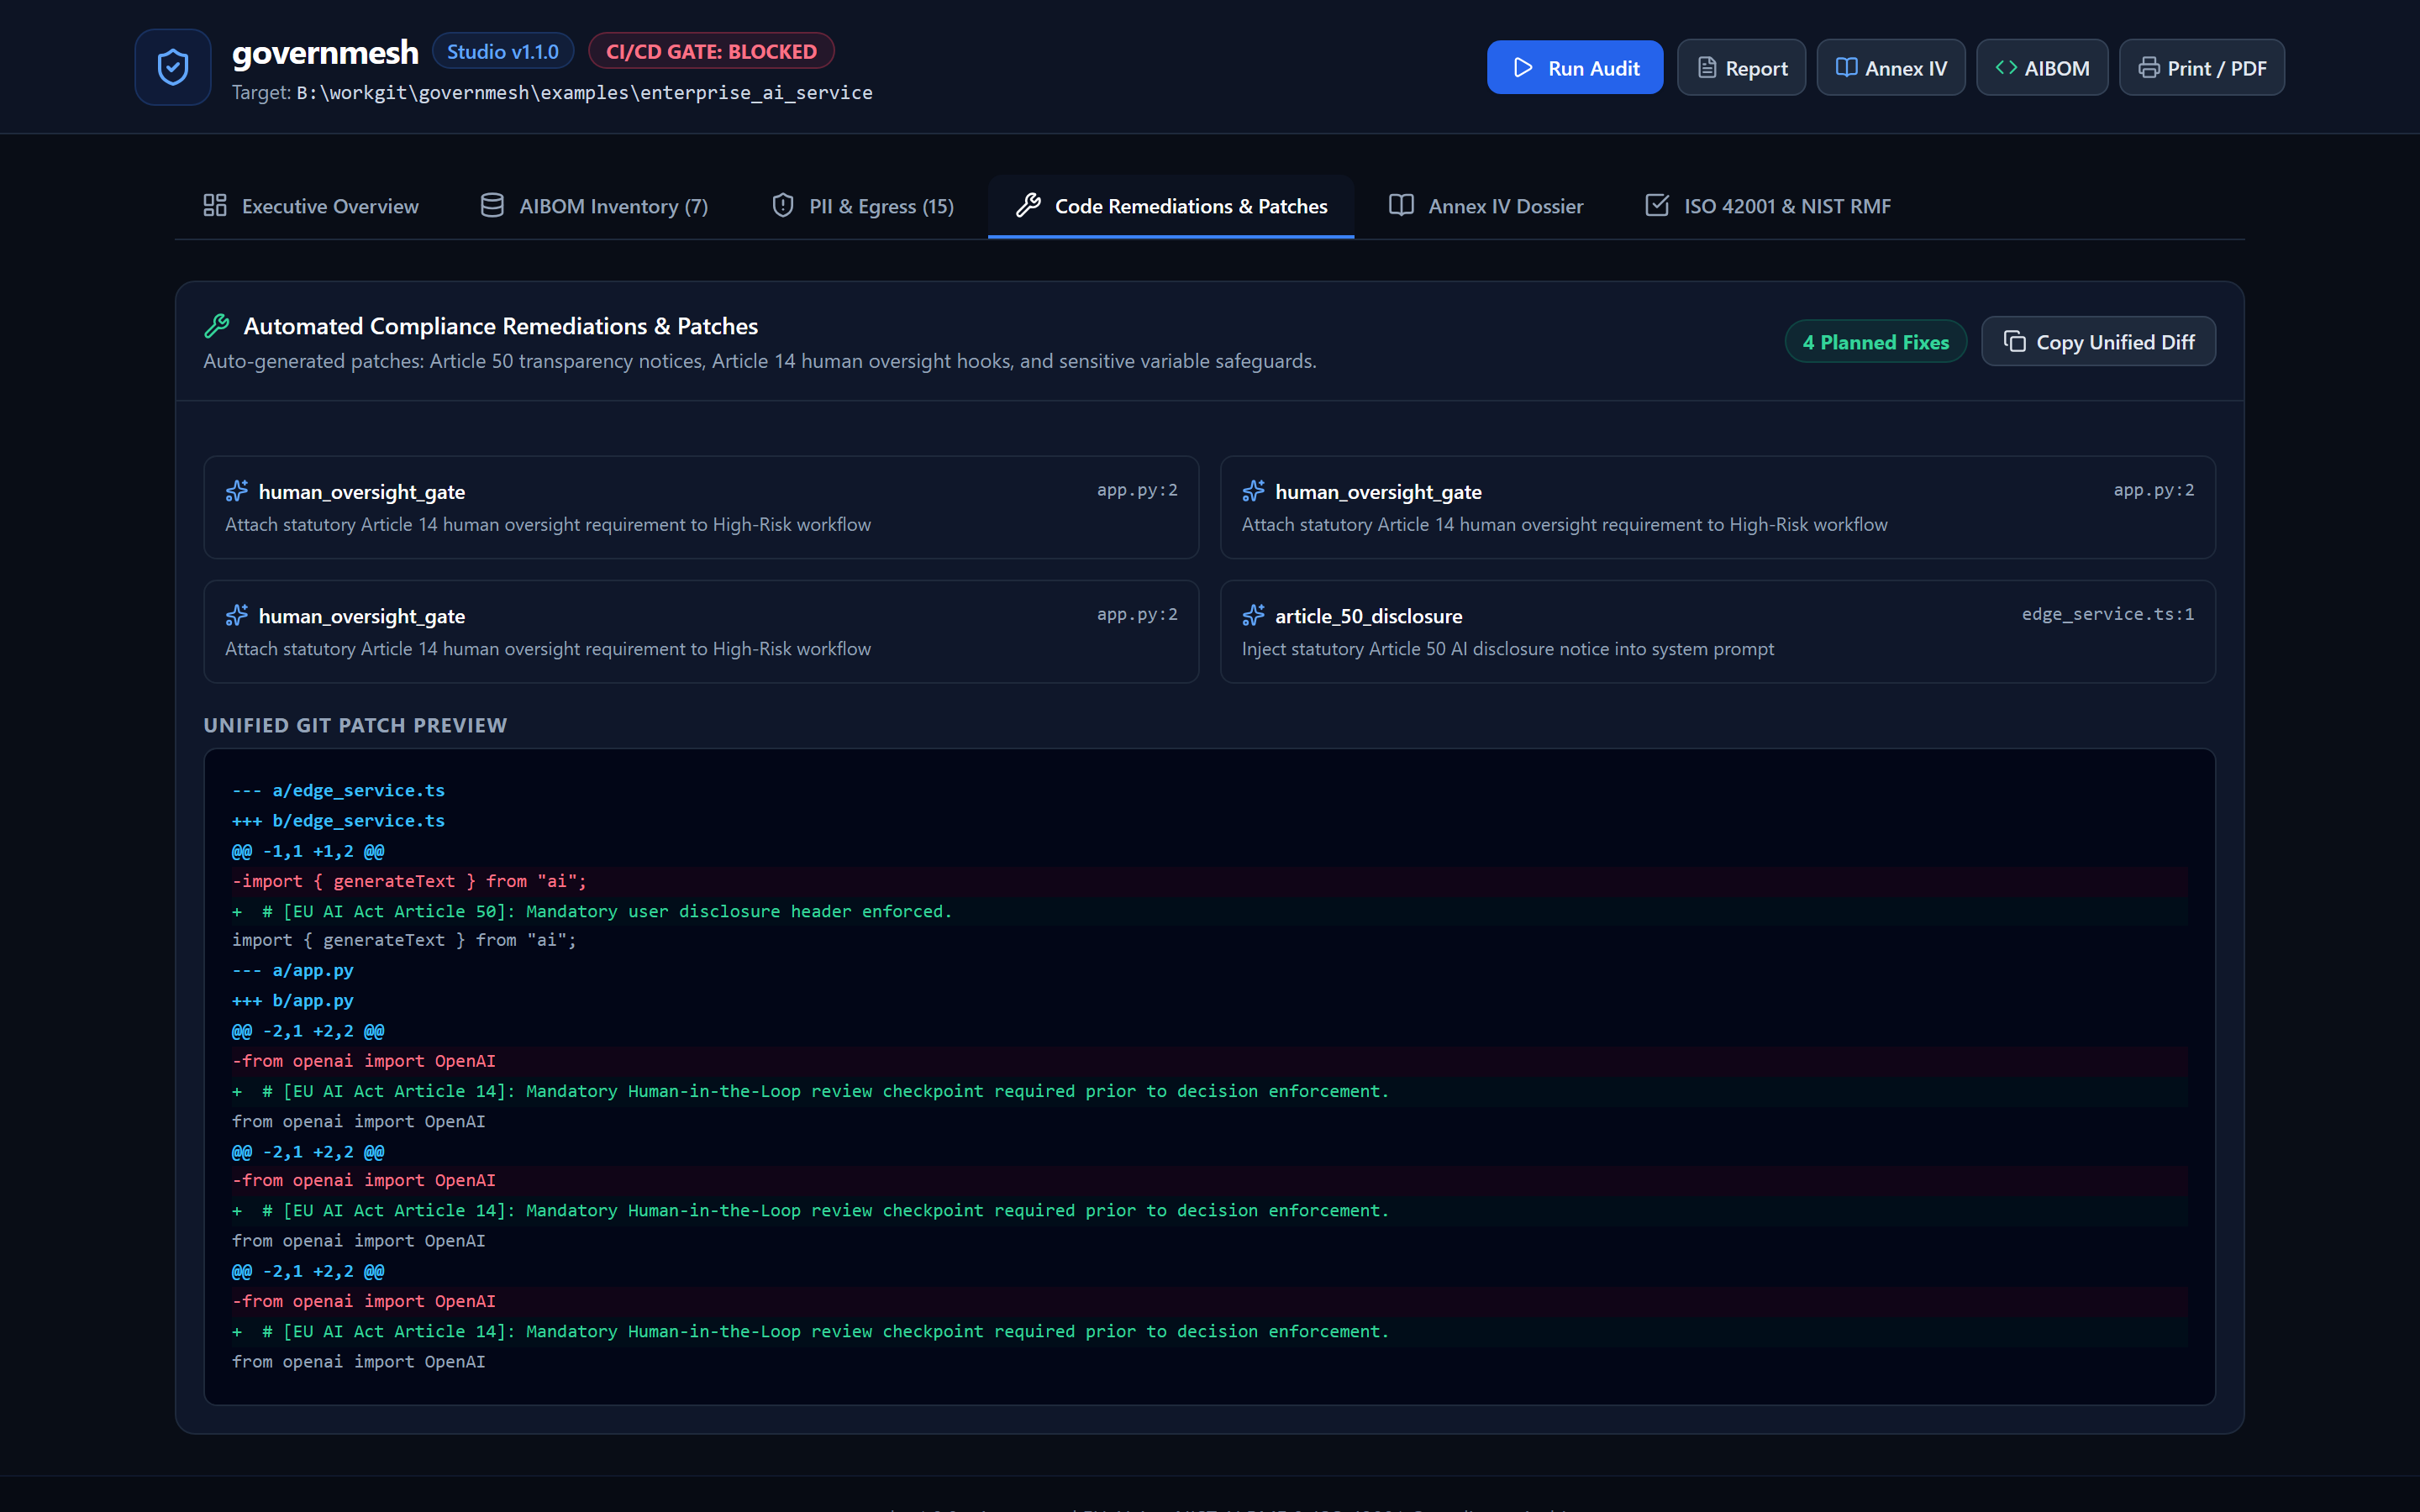 governmesh
Studio v1.1.0
CI/CD GATE: BLOCKED
Target: B:\workgit\governmesh\examples\enterprise_ai_service
Run Audit
Report
Annex IV
AIBOM
Print / PDF
Executive Overview
AIBOM Inventory (7)
PII & Egress (15)
Code Remediations & Patches
Annex IV Dossier
ISO 42001 & NIST RMF
Automated Compliance Remediations & Patches
Auto-generated patches: Article 50 transparency notices, Article 14 human oversight hooks, and sensitive variable safeguards.
4 Planned Fixes
Copy Unified Diff
human_oversight_gate
app.py:2
Attach statutory Article 14 human oversight requirement to High-Risk workflow
human_oversight_gate
app.py:2
Attach statutory Article 14 human oversight requirement to High-Risk workflow
human_oversight_gate
app.py:2
Attach statutory Article 14 human oversight requirement to High-Risk workflow
article_50_disclosure
edge_service.ts:1
Inject statutory Article 50 AI disclosure notice into system prompt
UNIFIED GIT PATCH PREVIEW
--- a/edge_service.ts
+++ b/edge_service.ts
@@ -1,1 +1,2 @@
-import { generateText } from "ai";
+  # [EU AI Act Article 50]: Mandatory user disclosure header enforced.
import { generateText } from "ai";
--- a/app.py
+++ b/app.py
@@ -2,1 +2,2 @@
-from openai import OpenAI
+  # [EU AI Act Article 14]: Mandatory Human-in-the-Loop review checkpoint required prior to decision enforcement.
from openai import OpenAI
@@ -2,1 +2,2 @@
-from openai import OpenAI
+  # [EU AI Act Article 14]: Mandatory Human-in-the-Loop review checkpoint required prior to decision enforcement.
from openai import OpenAI
@@ -2,1 +2,2 @@
-from openai import OpenAI
+  # [EU AI Act Article 14]: Mandatory Human-in-the-Loop review checkpoint required prior to decision enforcement.
from openai import OpenAI